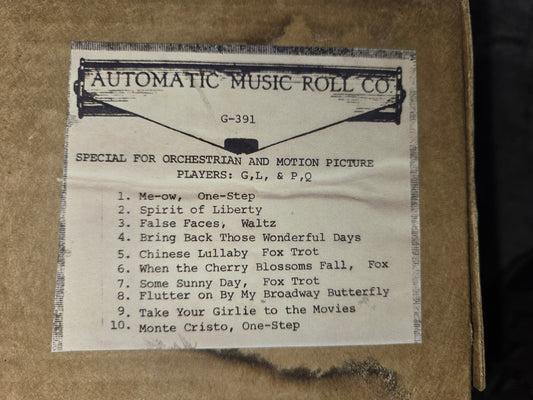 AUTOMATIC MUSIC ROLL CO.
G-391
SPECIAL FOR ORCHESTRIAN AND MOTION PICTURE
PLAYERS: G,L, & P,Q
1. Me-ow, One-Step
2. Spirit of Liberty
3. False Faces, Waltz
4. Bring Back Those Wonderful Days
5. Chinese Lullaby Fox Trot
6. When the Cherry Blossoms Fall, Fox
7. Some Sunny Day, Fox Trot
8. Flutter on By My Broadway Butterfly
9. Take Your Girlie to the Movies
10. Monte Cristo, One-Step